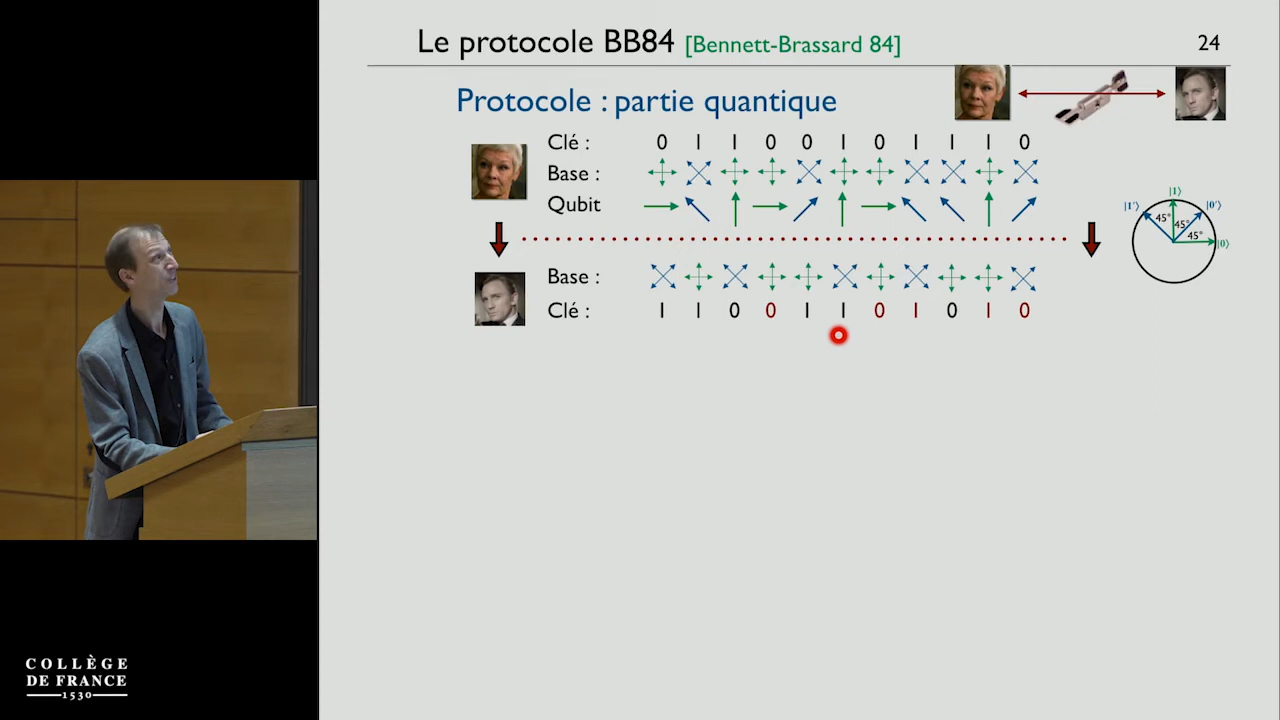 Le protocole BB84 [Bennett-Brassard 84]
24
Protocole : partie quantique
Clé : 0 1 1 0 0 1 0 1 1 1 0
Base :
Qubit
|1⟩
|1'⟩ |0'⟩
45° 45° 45°
|0⟩
Base :
Clé : 1 1 0 0 1 1 0 1 0 1 0
COLLÈGE
DE FRANCE
1530